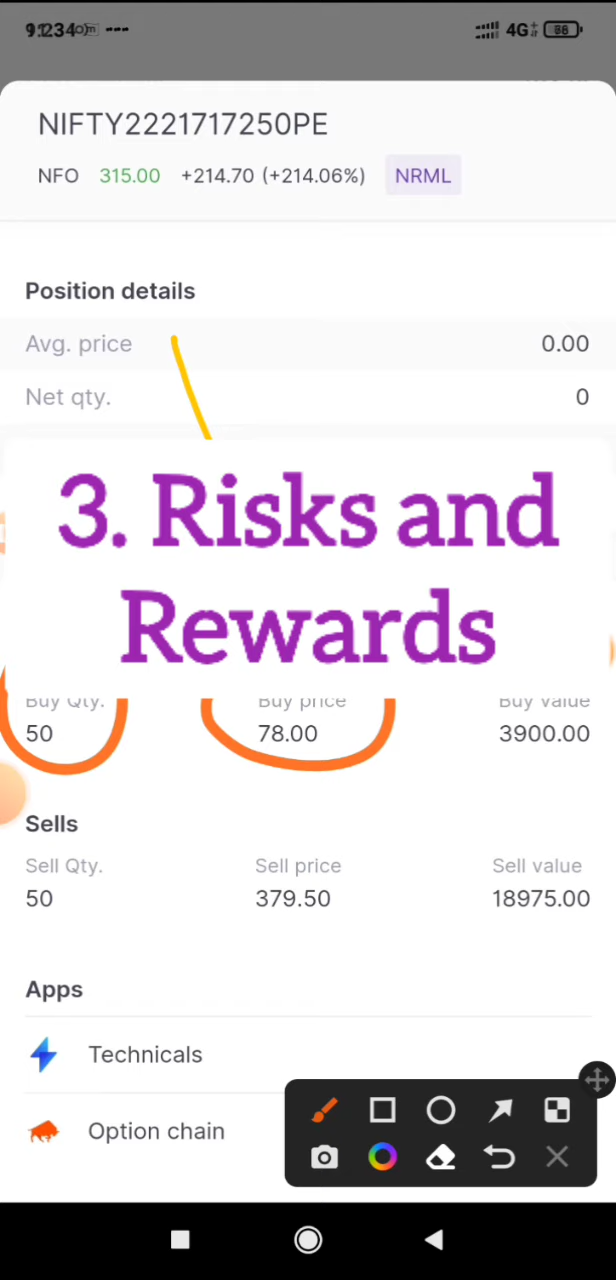 4G
NIFTY2221717250PE
NFO 315.00 +214.70 (+214.06%) NRML
Position details
Avg. price 0.00
Net qty. 0
3. Risks and
Rewards
Buy Qty. Buy price Buy value
50 78.00 3900.00
Sells
Sell Qty. Sell price Sell value
50 379.50 18975.00
Apps
Technicals
Option chain